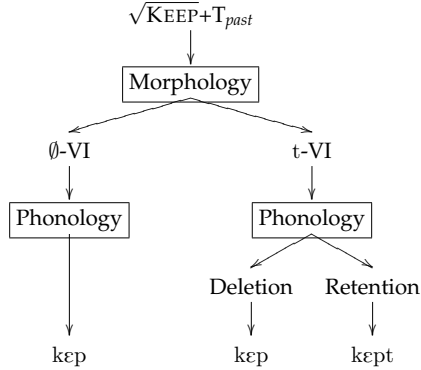 √KEEP+T_past
Morphology
∅-VI t-VI
Phonology Phonology
Deletion Retention
kɛp kɛp kɛpt